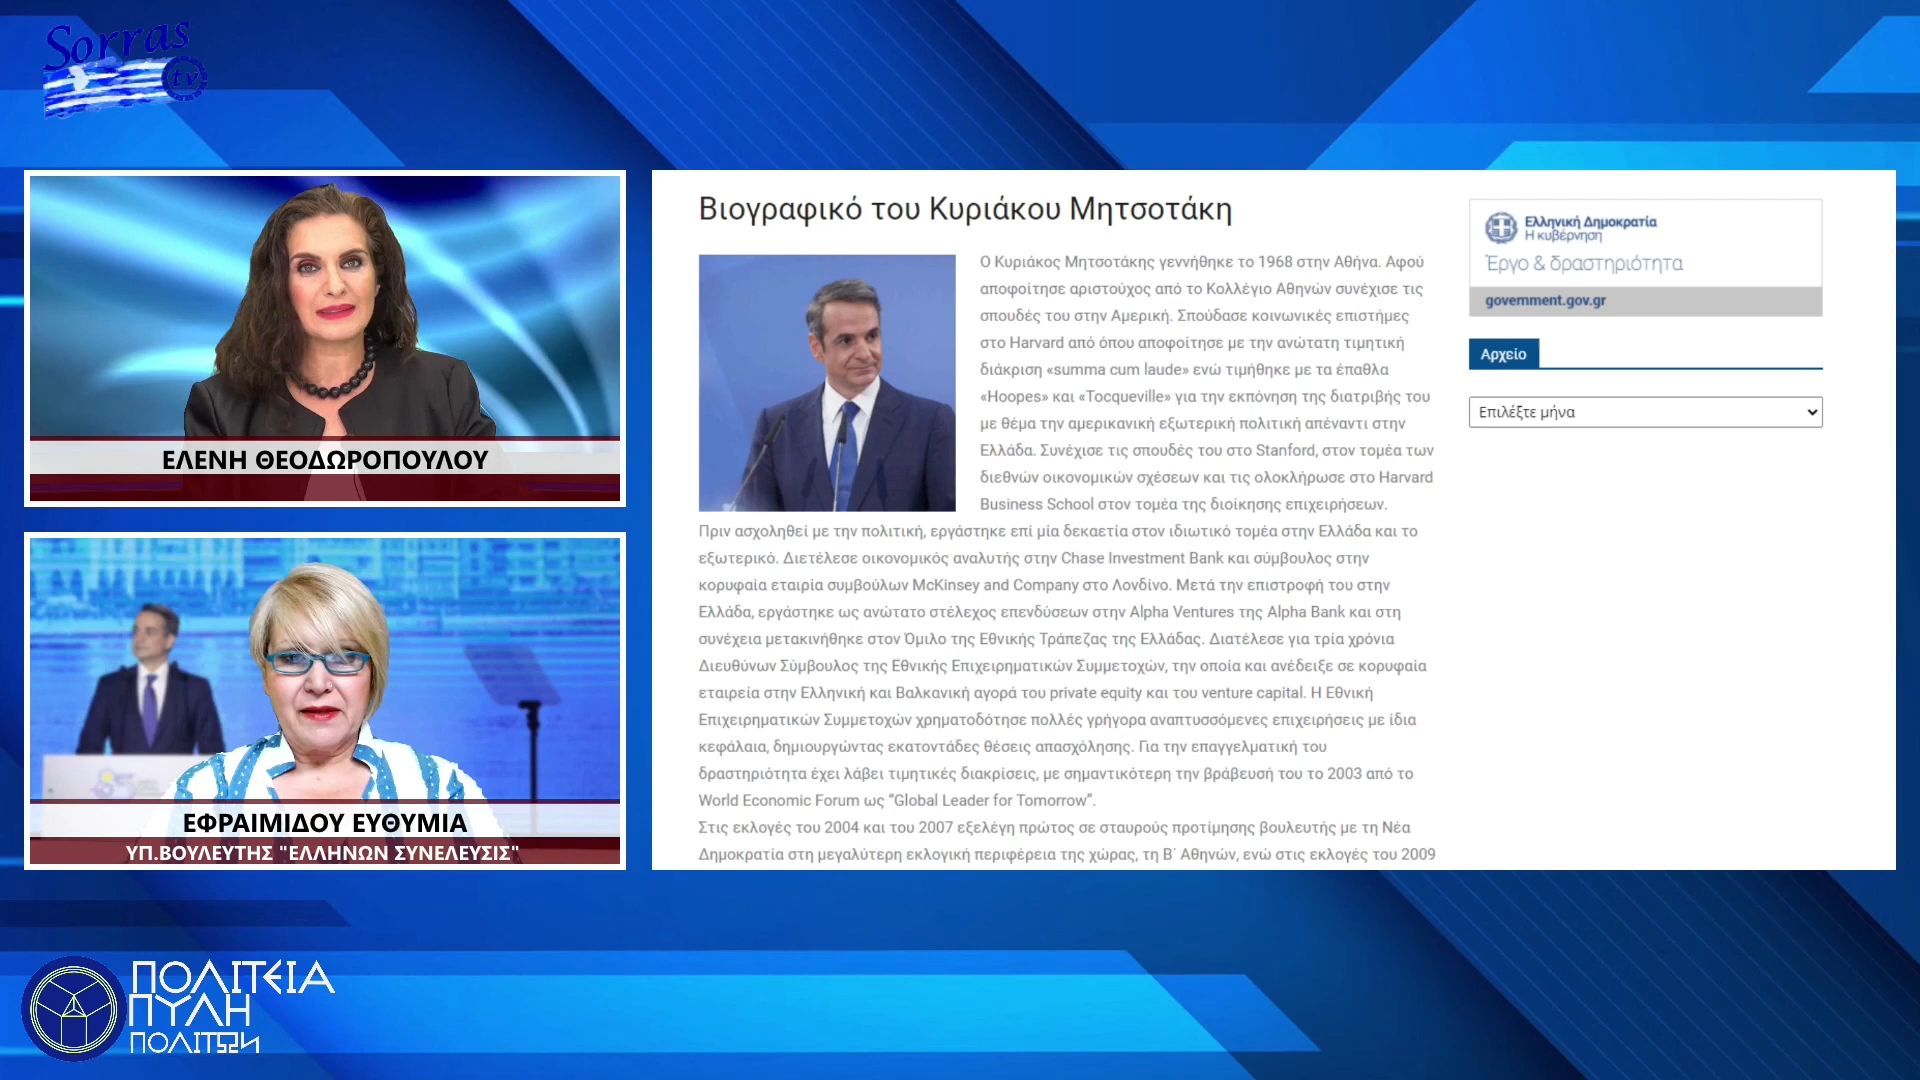 Sorras
tv
ΕΛΕΝΗ ΘΕΟΔΩΡΟΠΟΥΛΟΥ
ΕΦΡΑΙΜΙΔΟΥ ΕΥΘΥΜΙΑ
ΥΠ.ΒΟΥΛΕΥΤΗΣ "ΕΛΛΗΝΩΝ ΣΥΝΕΛΕΥΣΙΣ"
Βιογραφικό του Κυριάκου Μητσοτάκη
Ο Κυριάκος Μητσοτάκης γεννήθηκε το 1968 στην Αθήνα. Αφού
αποφοίτησε αριστούχος από το Κολλέγιο Αθηνών συνέχισε τις
σπουδές του στην Αμερική. Σπούδασε κοινωνικές επιστήμες
στο Harvard από όπου αποφοίτησε με την ανώτατη τιμητική
διάκριση «summa cum laude» ενώ τιμήθηκε με τα έπαθλα
«Hoopes» και «Tocqueville» για την εκπόνηση της διατριβής του
με θέμα την αμερικανική εξωτερική πολιτική απέναντι στην
Ελλάδα. Συνέχισε τις σπουδές του στο Stanford, στον τομέα των
διεθνών οικονομικών σχέσεων και τις ολοκλήρωσε στο Harvard
Business School στον τομέα της διοίκησης επιχειρήσεων.
Πριν ασχοληθεί με την πολιτική, εργάστηκε επί μία δεκαετία στον ιδιωτικό τομέα στην Ελλάδα και το
εξωτερικό. Διετέλεσε οικονομικός αναλυτής στην Chase Investment Bank και σύμβουλος στην
κορυφαία εταιρία συμβούλων McKinsey and Company στο Λονδίνο. Μετά την επιστροφή του στην
Ελλάδα, εργάστηκε ως ανώτατο στέλεχος επενδύσεων στην Alpha Ventures της Alpha Bank και στη
συνέχεια μετακινήθηκε στον Όμιλο της Εθνικής Τράπεζας της Ελλάδας. Διατέλεσε για τρία χρόνια
Διευθύνων Σύμβουλος της Εθνικής Επιχειρηματικών Συμμετοχών, την οποία και ανέδειξε σε κορυφαία
εταιρεία στην Ελληνική και Βαλκανική αγορά του private equity και του venture capital. Η Εθνική
Επιχειρηματικών Συμμετοχών χρηματοδότησε πολλές γρήγορα αναπτυσσόμενες επιχειρήσεις με ίδια
κεφάλαια, δημιουργώντας εκατοντάδες θέσεις απασχόλησης. Για την επαγγελματική του
δραστηριότητα έχει λάβει τιμητικές διακρίσεις, με σημαντικότερη την βράβευσή του το 2003 από το
World Economic Forum ως “Global Leader for Tomorrow”.
Στις εκλογές του 2004 και του 2007 εξελέγη πρώτος σε σταυρούς προτίμησης βουλευτής με τη Νέα
Δημοκρατία στη μεγαλύτερη εκλογική περιφέρεια της χώρας, τη Β΄ Αθηνών, ενώ στις εκλογές του 2009
Ελληνική Δημοκρατία
Η κυβέρνηση
Έργο & δραστηριότητα
government.gov.gr
Αρχείο
Επιλέξτε μήνα
ΠΟΛΙΤΕΙΑ
ΠΥΛΗ
ΠΟΛΙΤΩΝ